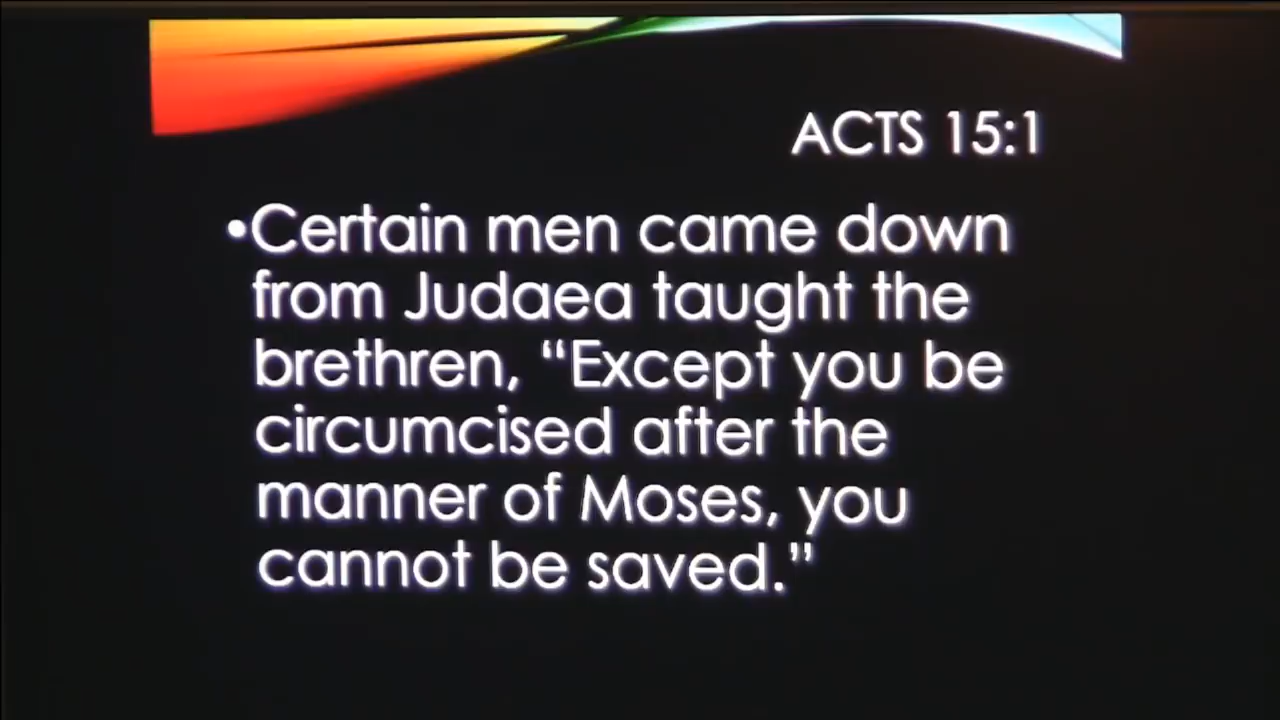 ACTS 15:1
•Certain men came down
from Judaea taught the
brethren, “Except you be
circumcised after the
manner of Moses, you
cannot be saved.”